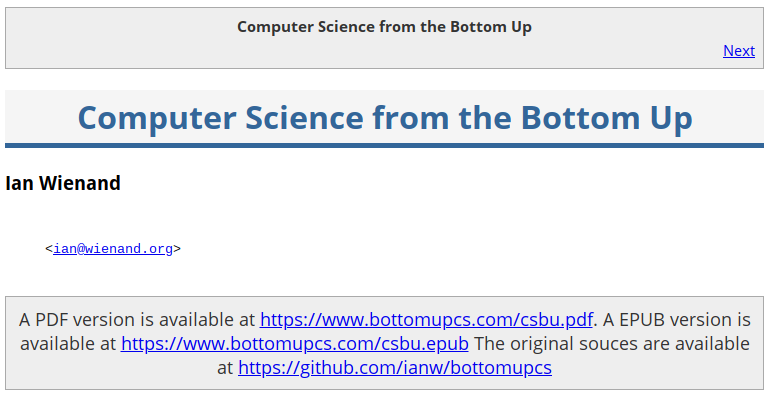 Computer Science from the Bottom Up
Next
Computer Science from the Bottom Up
Ian Wienand
<ian@wienand.org>
A PDF version is available at https://www.bottomupcs.com/csbu.pdf. A EPUB version is
available at https://www.bottomupcs.com/csbu.epub The original souces are available
at https://github.com/ianw/bottomupcs